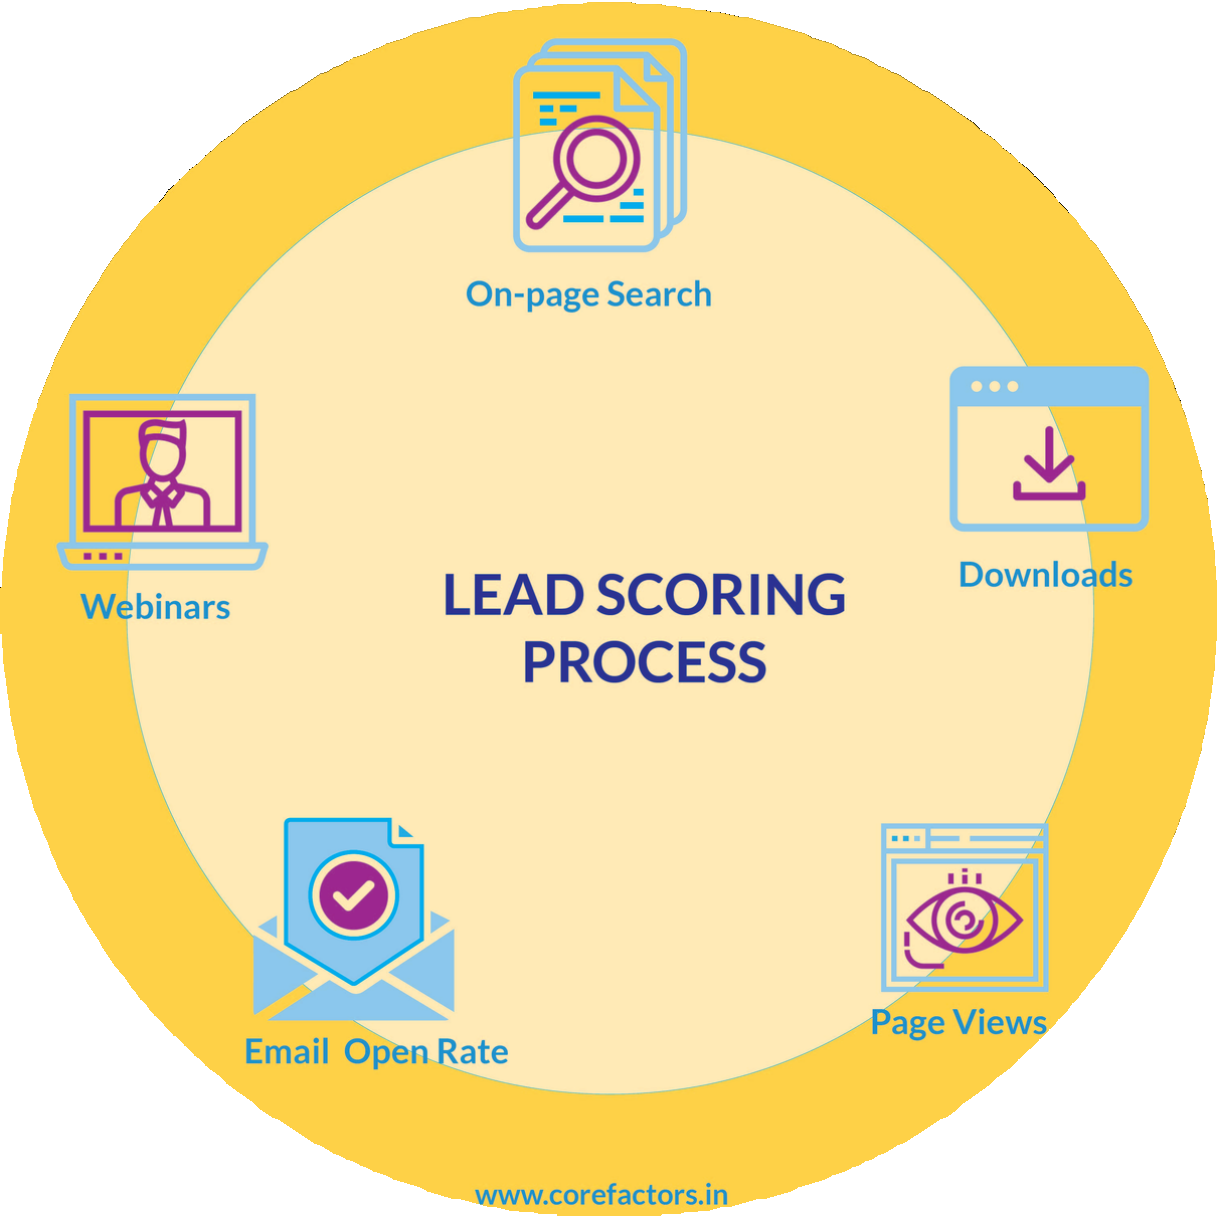 On-page Search
Downloads
Webinars
LEAD SCORING
PROCESS
Page Views
Email Open Rate
www.corefactors.in